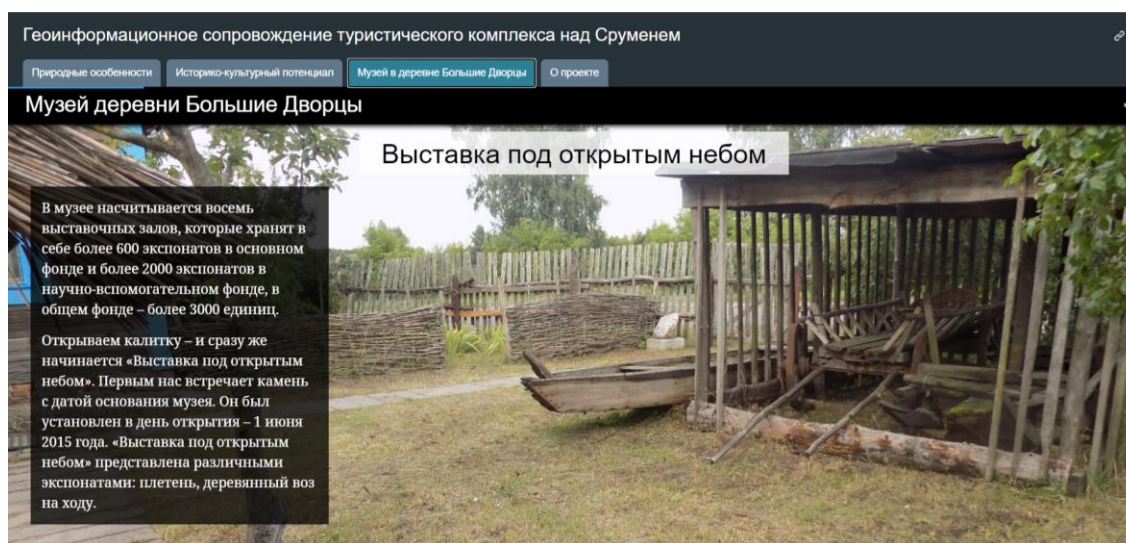 Геоинформационное сопровождение туристического комплекса над Сруменем
Природные особенности
Историко-культурный потенциал
Музей в деревне Большие Дворцы
О проекте
Музей деревни Большие Дворцы
Выставка под открытым небом
В музее насчитывается восемь
выставочных залов, которые хранят в
себе более 600 экспонатов в основном
фонде и более 2000 экспонатов в
научно-вспомогательном фонде, в
общем фонде – более 3000 единиц.
Открываем калитку – и сразу же
начинается «Выставка под открытым
небом». Первым нас встречает камень
с датой основания музея. Он был
установлен в день открытия – 1 июня
2015 года. «Выставка под открытым
небом» представлена различными
экспонатами: плетень, деревянный воз
на ходу.